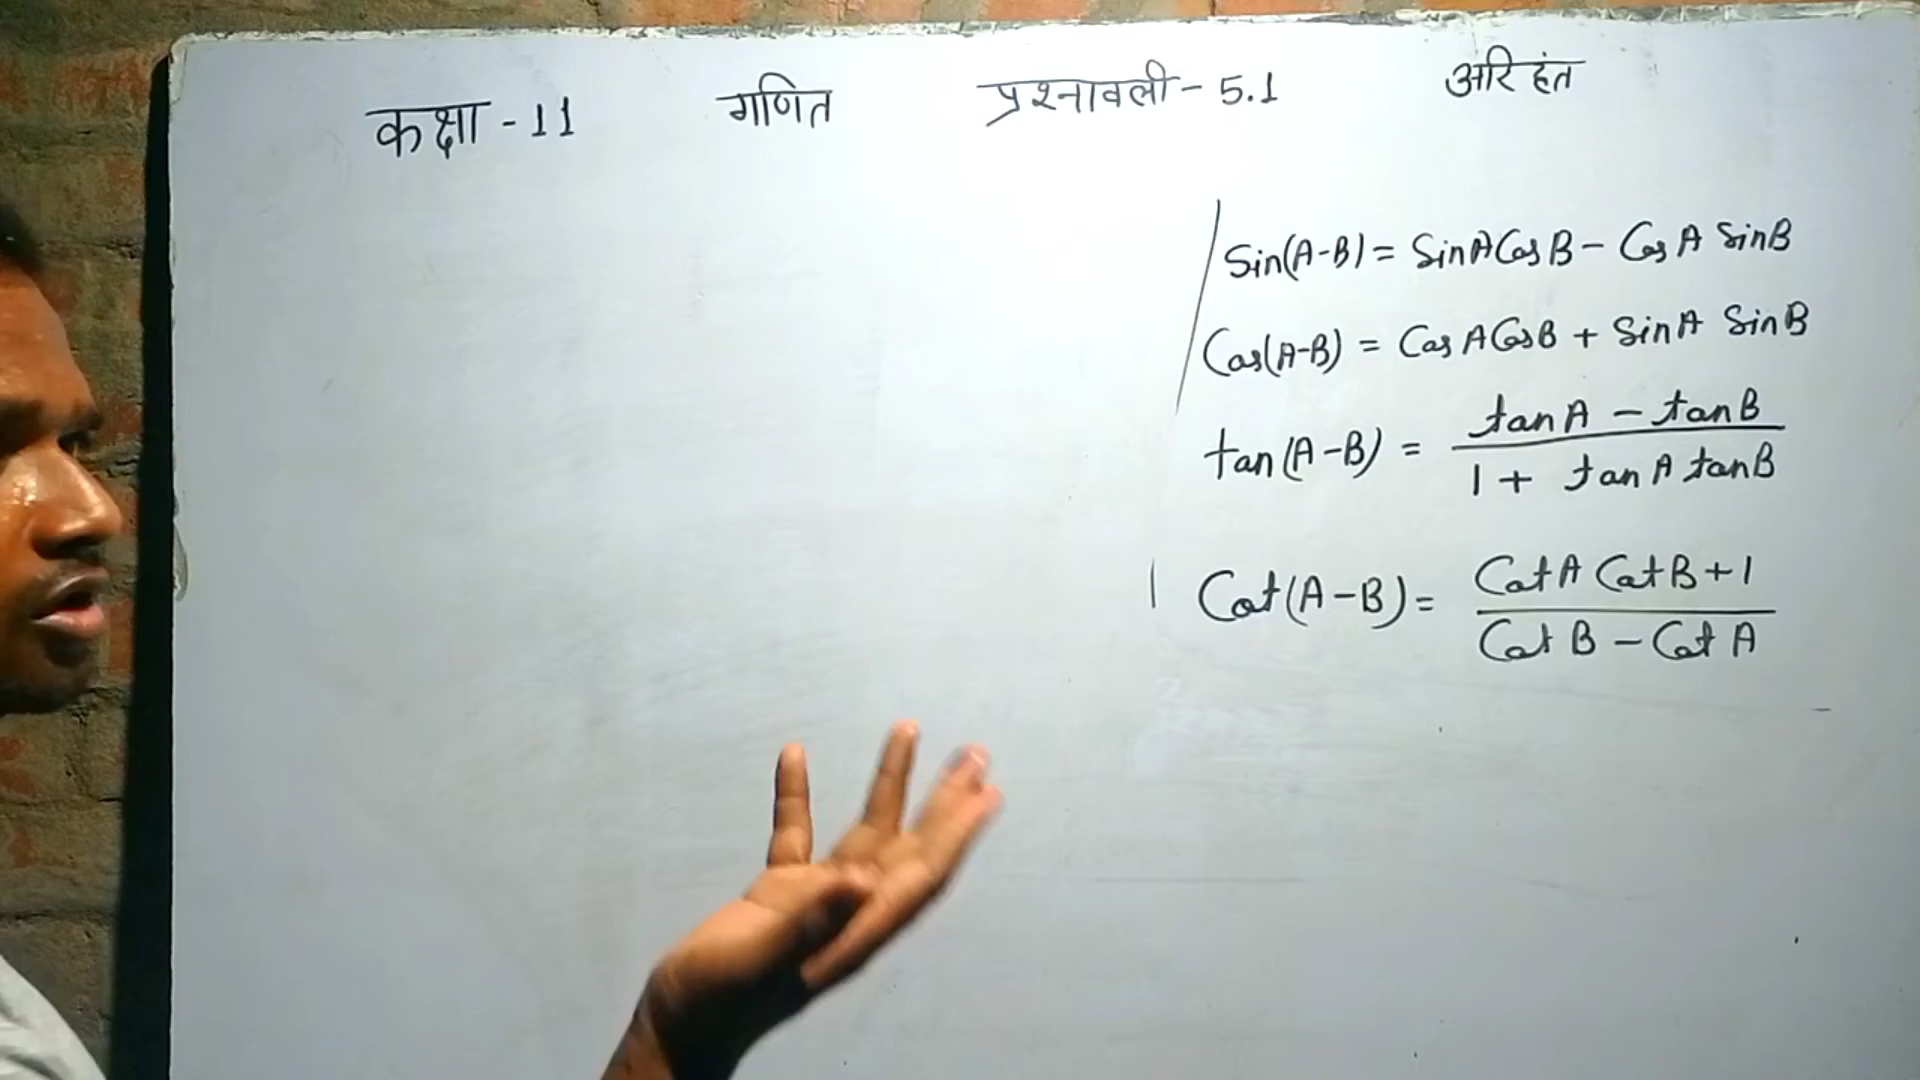 कक्षा - 11 गणित प्रश्नावली - 5.1 अरिहंत
Sin(A-B) = SinA CosB - CosA SinB
Cos(A-B) = CosA CosB + SinA SinB
tan(A-B) = tanA - tanB
1 + tanA tanB
Cot(A-B) = CotA CotB+1
CotB - CotA